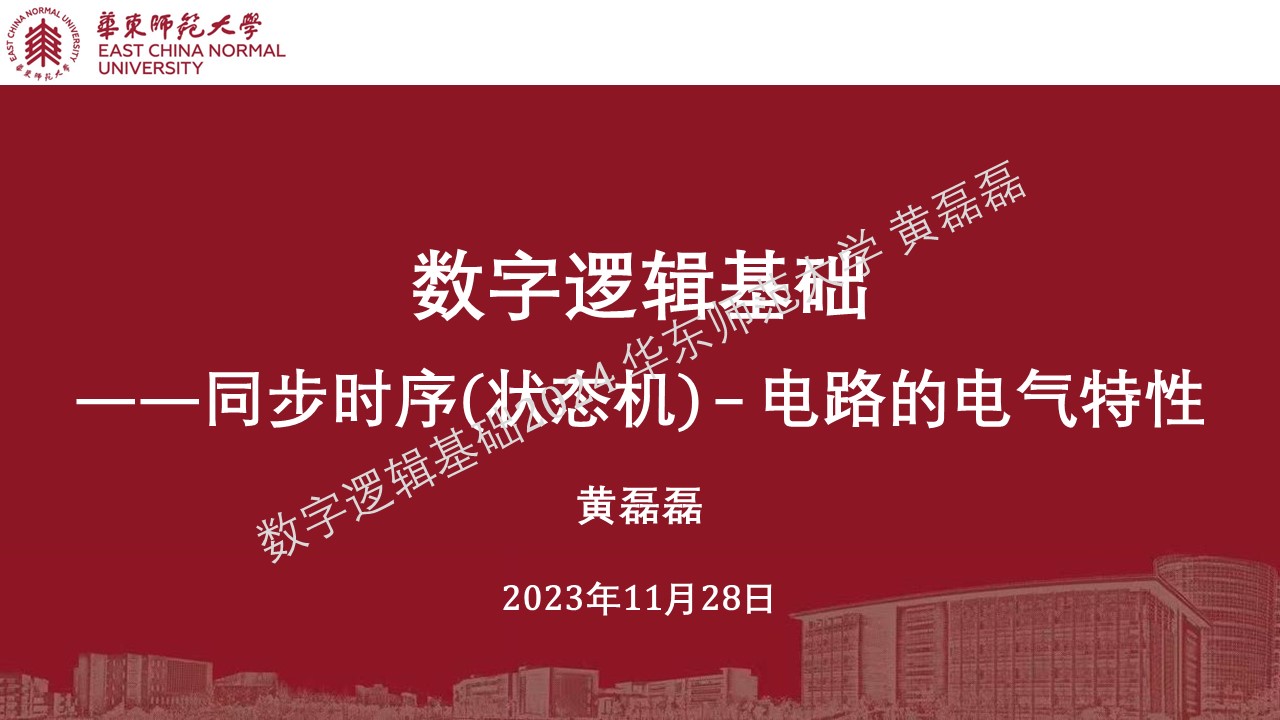 華東師範大學
EAST CHINA NORMAL
UNIVERSITY
EAST CHINA NORMAL UNIVERSITY
華東師範大學
数字逻辑基础
——同步时序(状态机) – 电路的电气特性
黄磊磊
2023年11月28日
数字逻辑基础2024 华东师范大学 黄磊磊